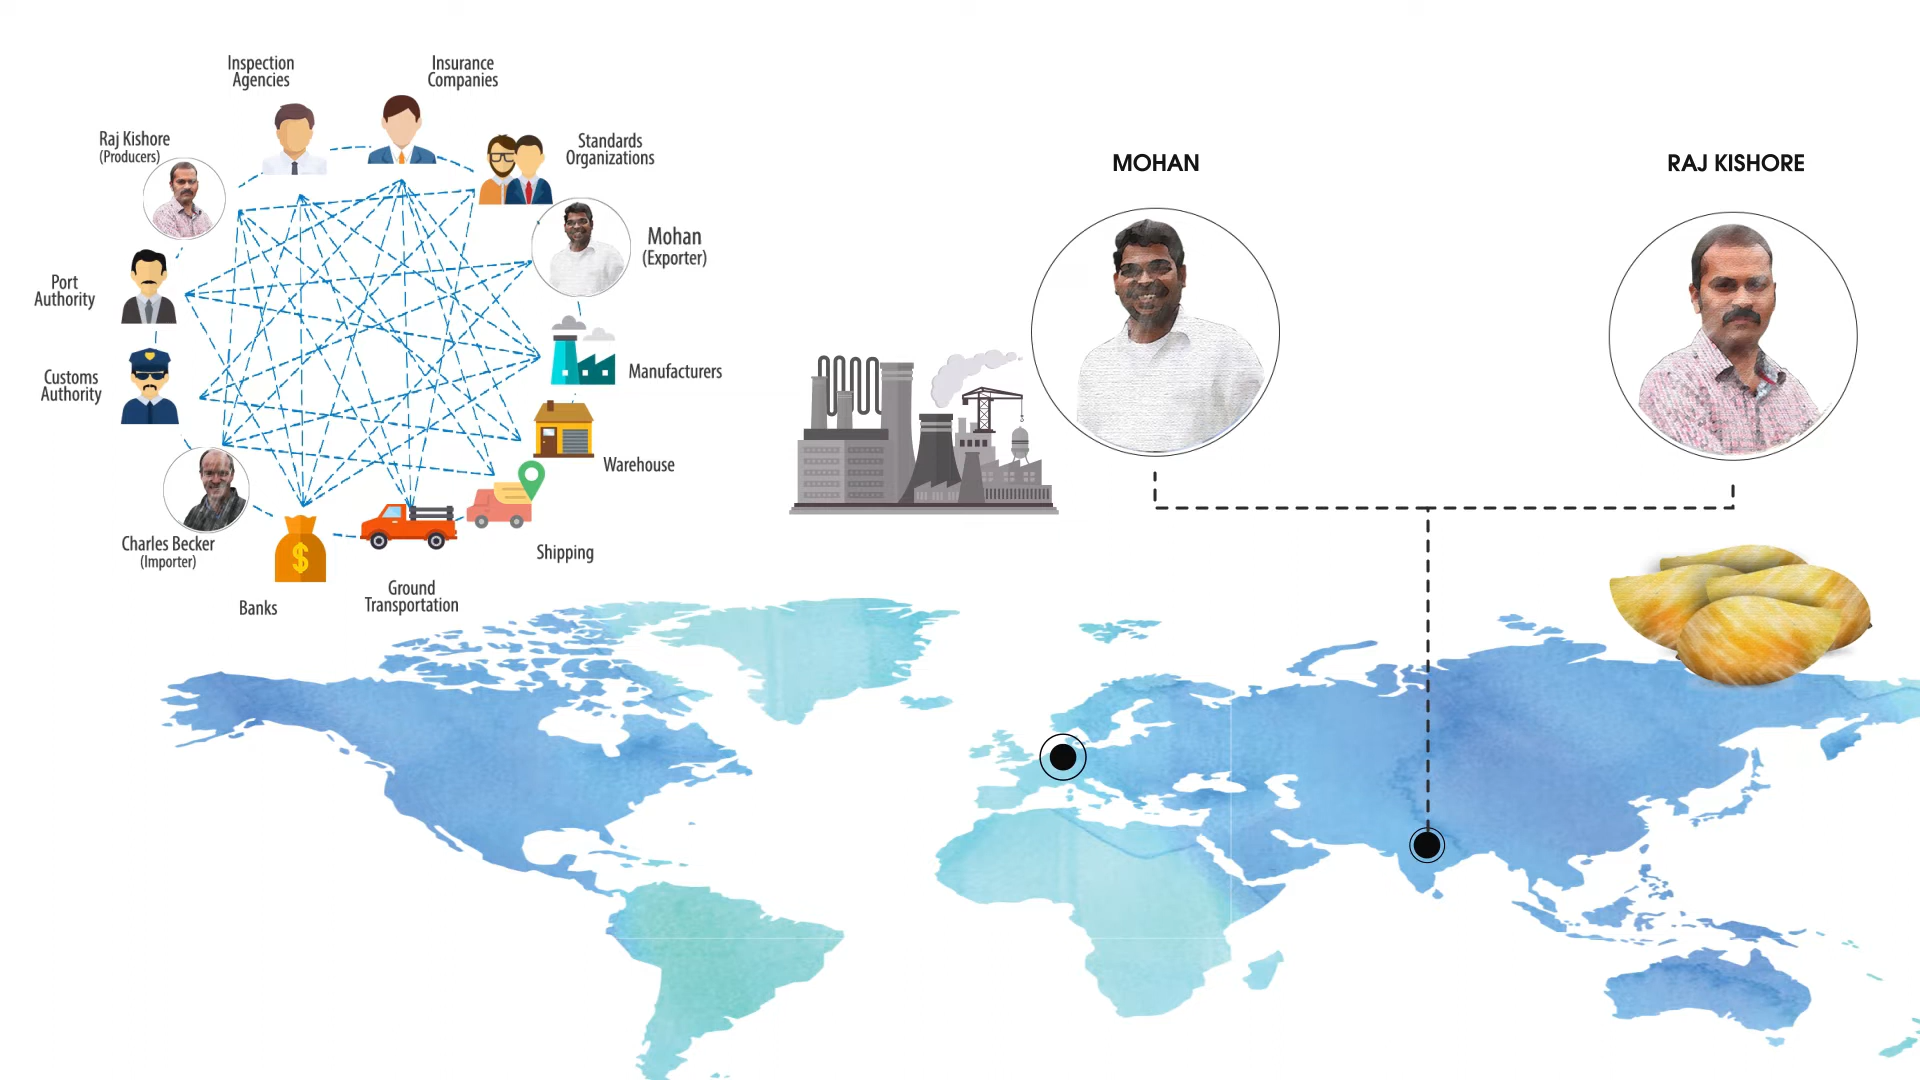 Inspection
Agencies
Insurance
Companies
Raj Kishore
(Producers)
Standards
Organizations
MOHAN
RAJ KISHORE
Mohan
(Exporter)
Port
Authority
Customs
Authority
Manufacturers
Warehouse
Charles Becker
(Importer)
Shipping
Banks
Ground
Transportation
$